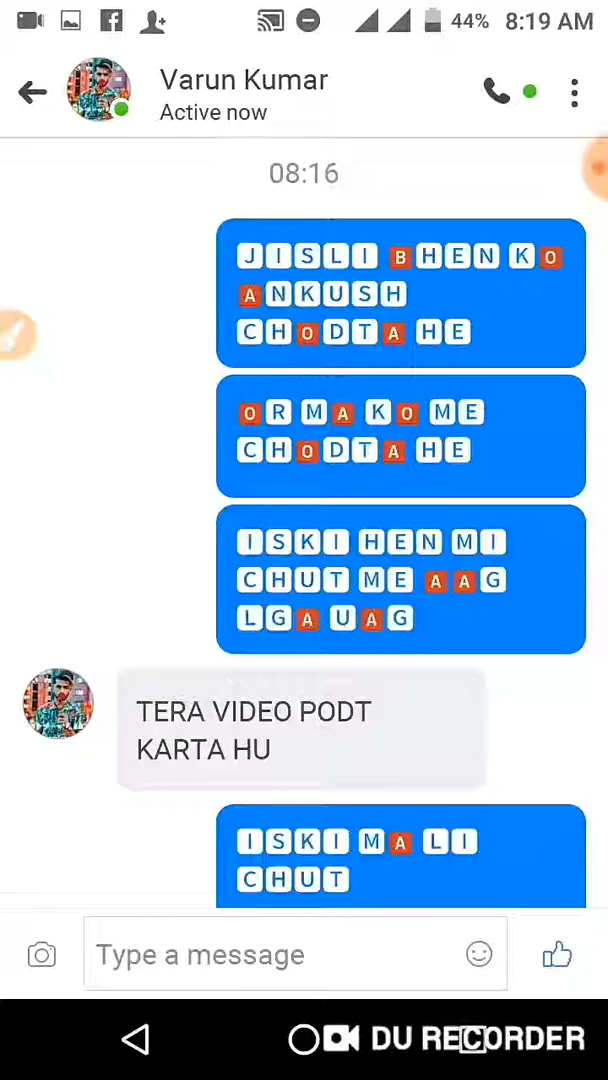 44% 8:19 AM
Varun Kumar
Active now
08:16
JISLI BHEN KO
ANKUSH
CHODTA HE
OR MA KO ME
CHODTA HE
ISKI HEN MI
CHUT ME AAG
LGA UAG
TERA VIDEO PODT
KARTA HU
ISKI MA LI
CHUT
Type a message
DU RECORDER